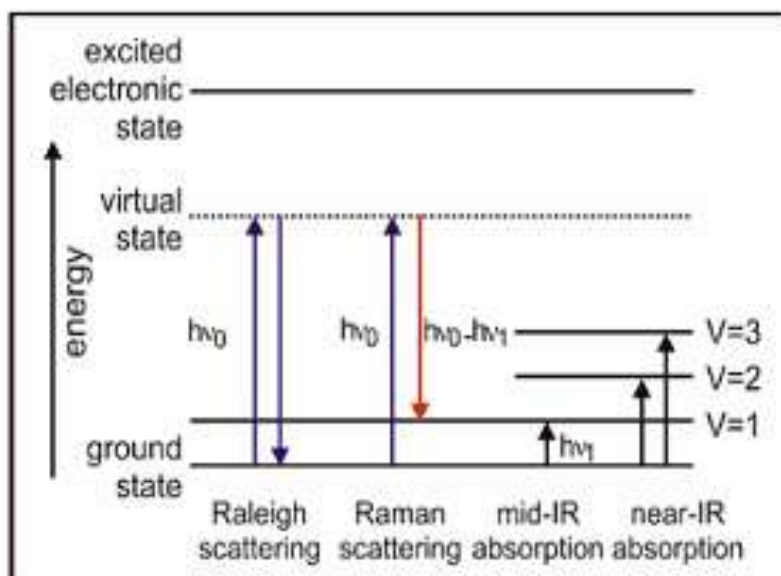 excited
electronic
state
virtual
state
energy
hν₀
hν₀
hν₀-hν₁
V=3
V=2
V=1
ground
state
hν₁
Raleigh
scattering
Raman
scattering
mid-IR
absorption
near-IR
absorption